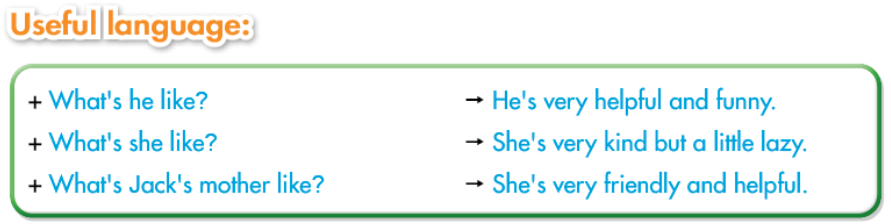 Useful language:
+ What's he like? → He's very helpful and funny.
+ What's she like? → She's very kind but a little lazy.
+ What's Jack's mother like? → She's very friendly and helpful.